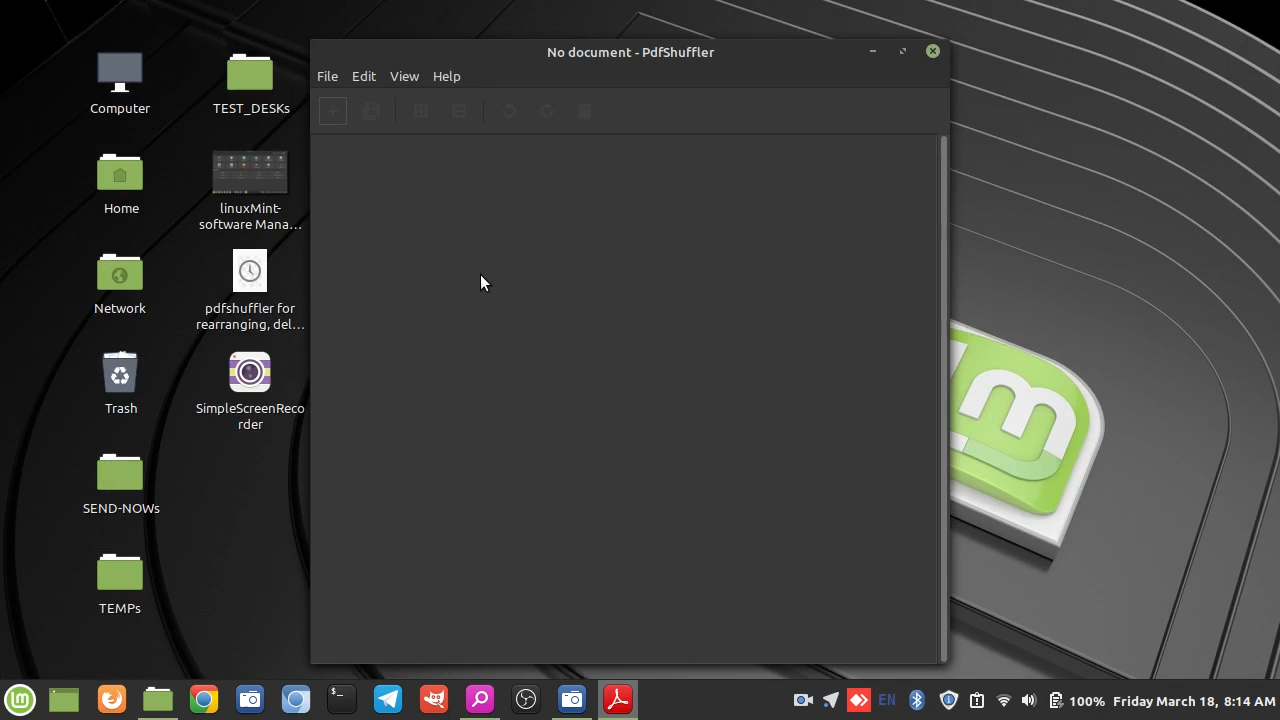 No document - PdfShuffler
File Edit View Help
Computer
TEST_DESKs
Home
linuxMint-
software Mana...
Network
pdfshuffler for
rearranging, del...
Trash
SimpleScreenReco
rder
SEND-NOWs
TEMPs
lm
$_
EN
100%
Friday March 18, 8:14 AM